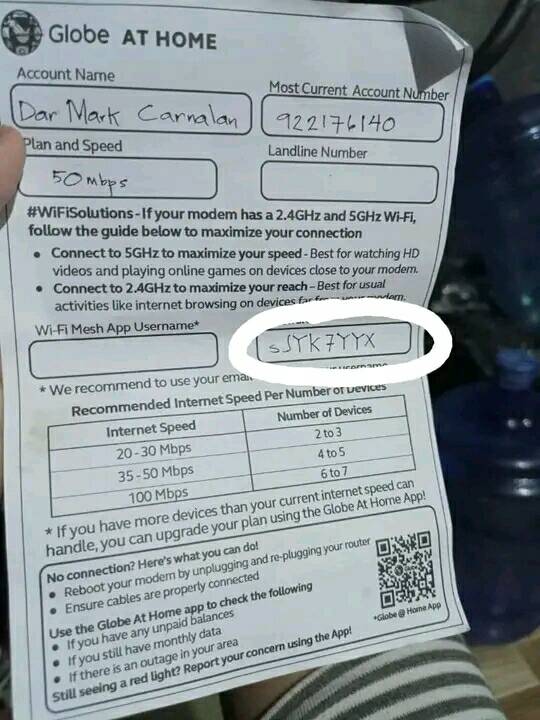 Globe AT HOME
Account Name
Most Current Account Number
Dar Mark Carnalan
922176140
Plan and Speed
Landline Number
50 mbps
#WiFiSolutions - If your modem has a 2.4GHz and 5GHz Wi-Fi,
follow the guide below to maximize your connection
• Connect to 5GHz to maximize your speed - Best for watching HD
videos and playing online games on devices close to your modem.
• Connect to 2.4GHz to maximize your reach - Best for usual
activities like internet browsing on devices far from your modem.
Wi-Fi Mesh App Username*
sJYK7YYX
* We recommend to use your email
username
Recommended Internet Speed Per Number of Devices
Internet Speed Number of Devices
20 - 30 Mbps 2 to 3
35 - 50 Mbps 4 to 5
100 Mbps 6 to 7
* If you have more devices than your current internet speed can
handle, you can upgrade your plan using the Globe At Home App!
No connection? Here's what you can do!
• Reboot your modem by unplugging and re-plugging your router
• Ensure cables are properly connected
Use the Globe At Home app to check the following
• If you have any unpaid balances
• If you still have monthly data
• If there is an outage in your area
Still seeing a red light? Report your concern using the App!
*Globe @ Home App